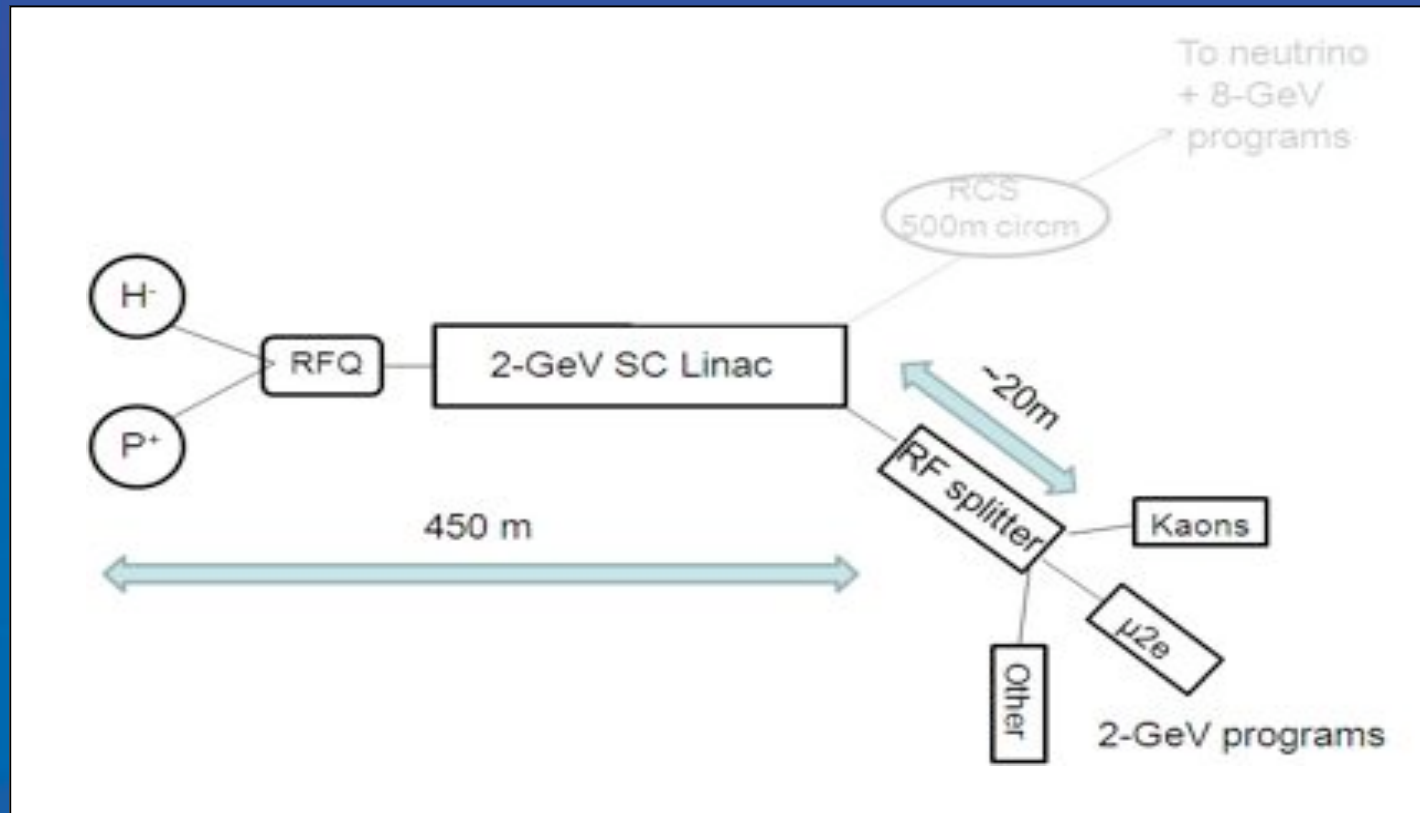 To neutrino
+ 8-GeV
programs
RCS
500m circm
H-
RFQ
2-GeV SC Linac
P+
~20m
RF splitter
450 m
Kaons
μ2e
Other
2-GeV programs